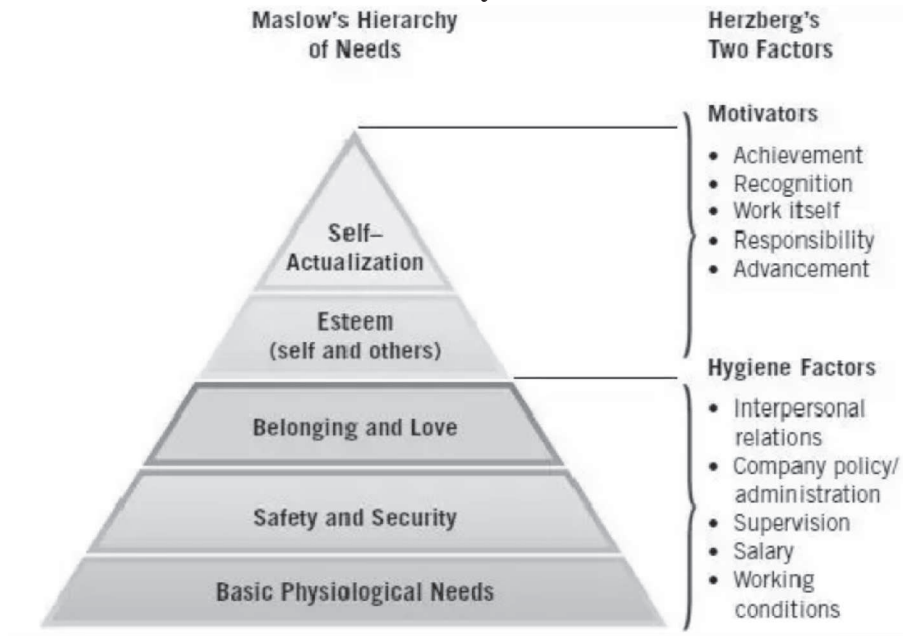 Maslow's Hierarchy
of Needs
Herzberg's
Two Factors
Self–
Actualization
Esteem
(self and others)
Belonging and Love
Safety and Security
Basic Physiological Needs
Motivators
• Achievement
• Recognition
• Work itself
• Responsibility
• Advancement
Hygiene Factors
• Interpersonal
relations
• Company policy/
administration
• Supervision
• Salary
• Working
conditions